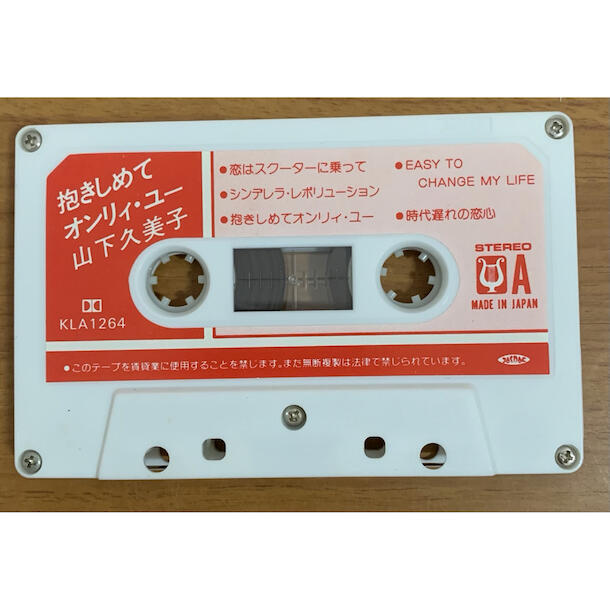 抱きしめて
オンリィ・ユー
山下久美子
KLA1264
●恋はスクーターに乗って
●シンデレラ・レボリューション
●抱きしめてオンリィ・ユー
●EASY TO
CHANGE MY LIFE
●時代遅れの恋心
STEREO
A
MADE IN JAPAN
●このテープを賃貸業に使用することを禁じます。また無断複製は法律で禁じられています。